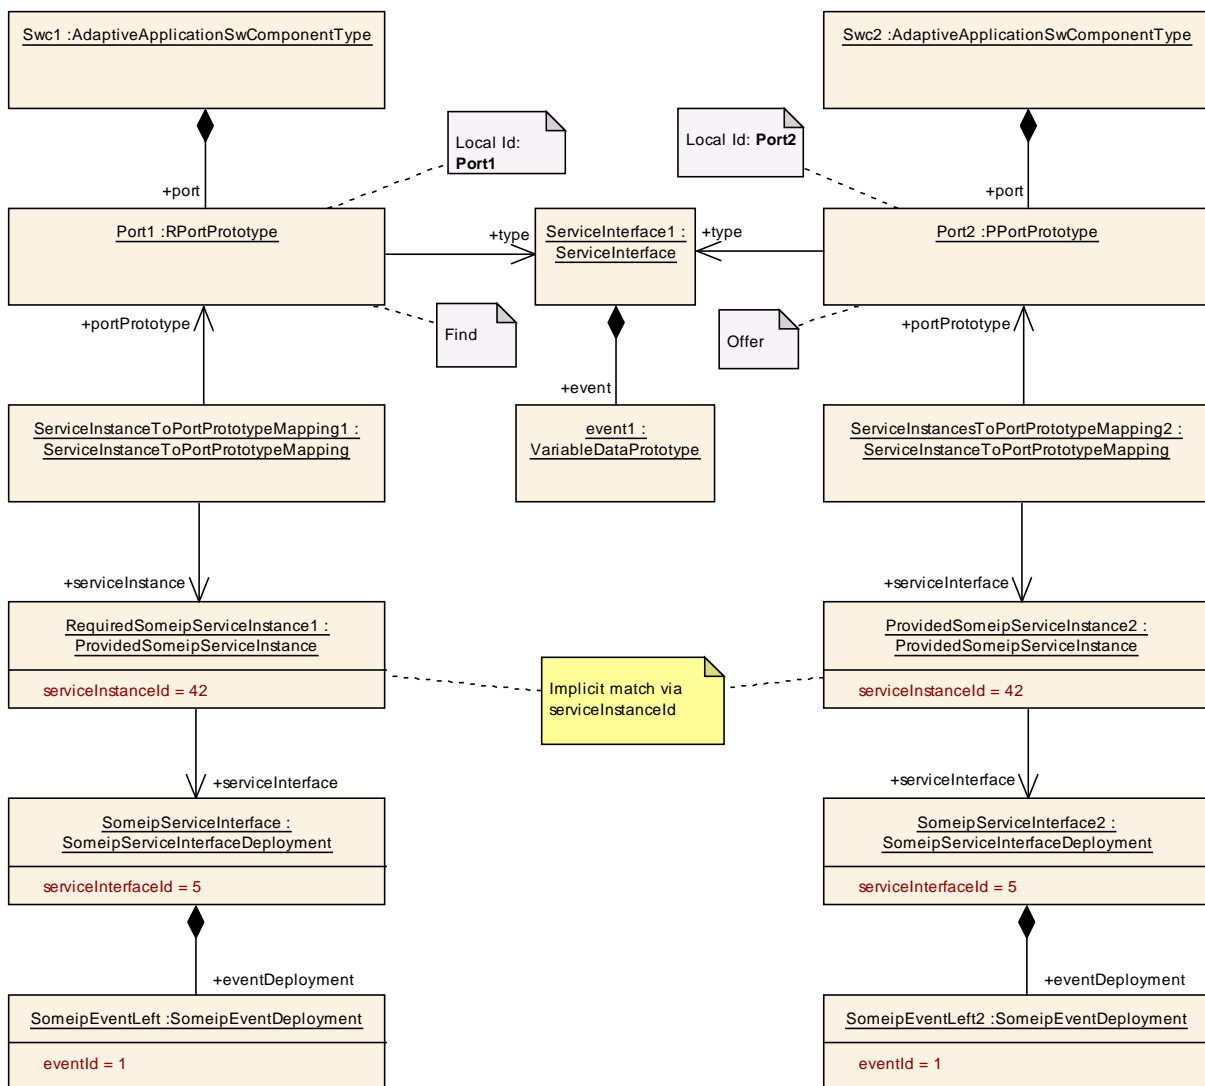 Swc1 :AdaptiveApplicationSwComponentType
Swc2 :AdaptiveApplicationSwComponentType
Local Id:
Port1
Local Id: Port2
+port
+port
Port1 :RPortPrototype
+type
ServiceInterface1 :
ServiceInterface
+type
Port2 :PPortPrototype
+portPrototype
Find
Offer
+portPrototype
+event
ServiceInstanceToPortPrototypeMapping1 :
ServiceInstanceToPortPrototypeMapping
event1 :
VariableDataPrototype
ServiceInstancesToPortPrototypeMapping2 :
ServiceInstanceToPortPrototypeMapping
+serviceInstance
+serviceInterface
RequiredSomeipServiceInstance1 :
ProvidedSomeipServiceInstance
serviceInstanceId = 42
Implicit match via
serviceInstanceId
ProvidedSomeipServiceInstance2 :
ProvidedSomeipServiceInstance
serviceInstanceId = 42
+serviceInterface
+serviceInterface
SomeipServiceInterface :
SomeipServiceInterfaceDeployment
serviceInterfaceId = 5
SomeipServiceInterface2 :
SomeipServiceInterfaceDeployment
serviceInterfaceId = 5
+eventDeployment
+eventDeployment
SomeipEventLeft :SomeipEventDeployment
eventId = 1
SomeipEventLeft2 :SomeipEventDeployment
eventId = 1